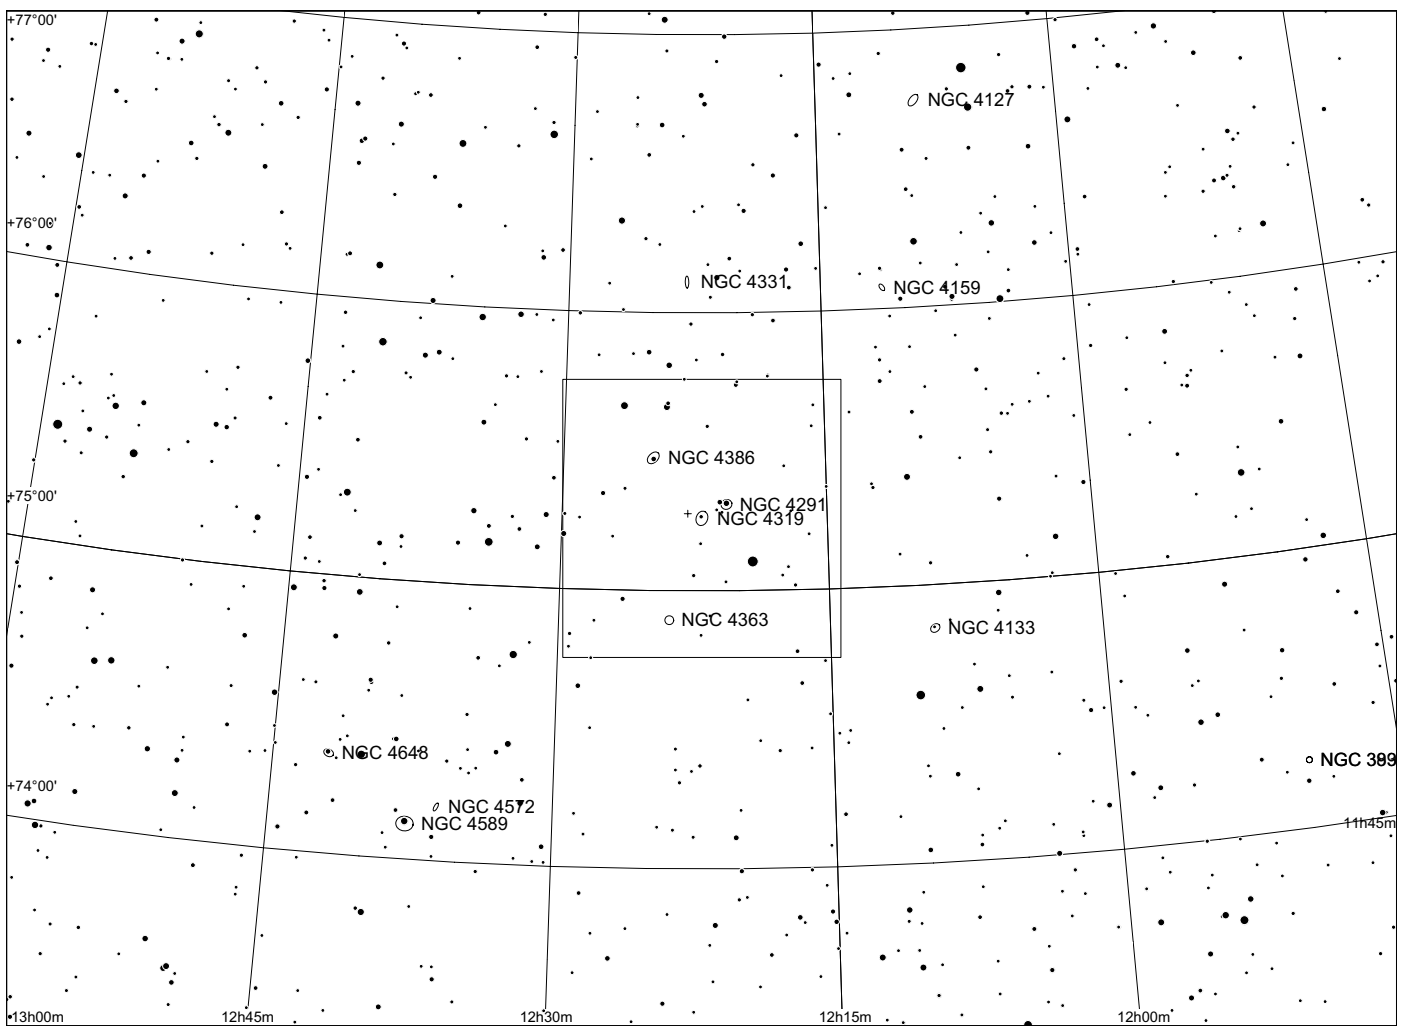 +77°00'
NGC 4127
+76°00'
NGC 4331
NGC 4159
NGC 4386
+75°00'
NGC 4291
NGC 4319
NGC 4363
NGC 4133
NGC 4648
+74°00'
NGC 4572
NGC 4589
11h45m
13h00m
12h45m
12h30m
12h15m
12h00m